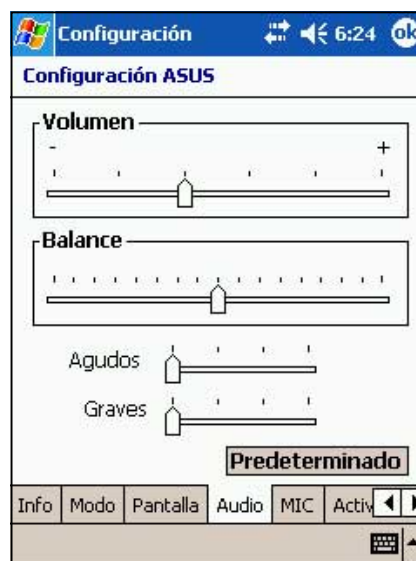 Configuración 6:24 ok
Configuración ASUS
Volumen
- +
Balance
Agudos
Graves
Predeterminado
Info Modo Pantalla Audio MIC Activ